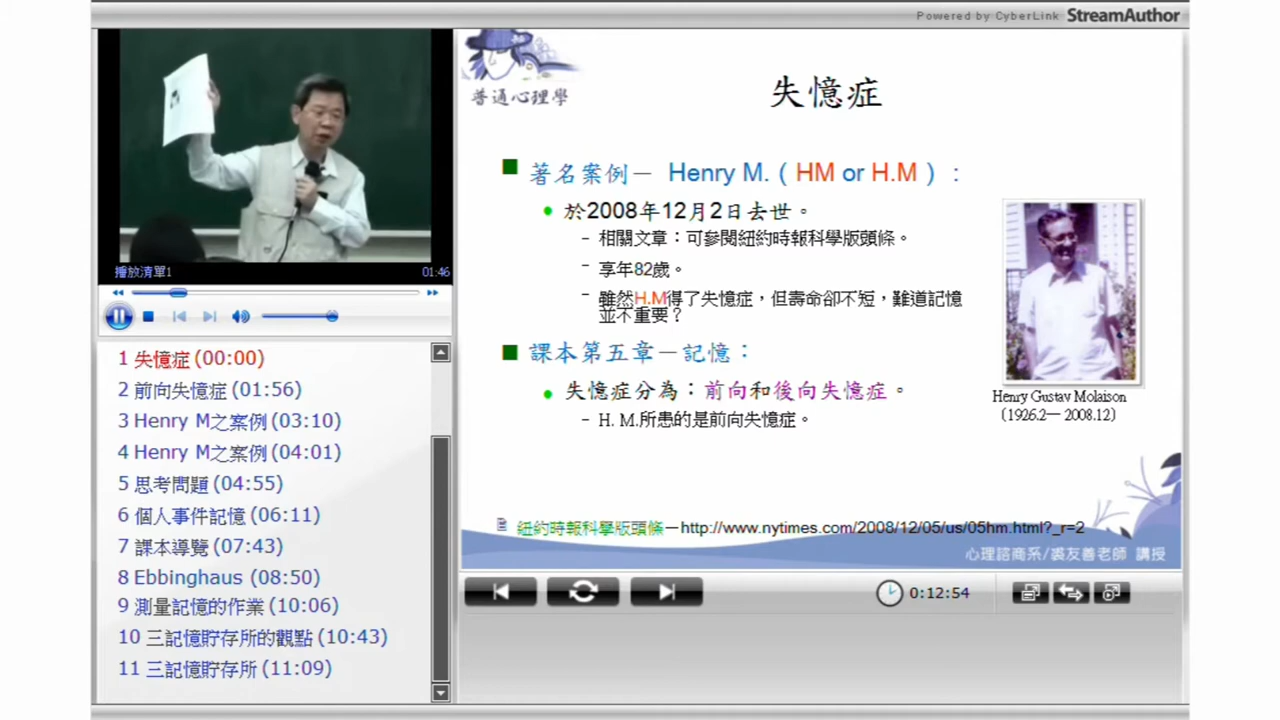 Powered by CyberLink StreamAuthor
播放清單1
01:46
1 失憶症 (00:00)
2 前向失憶症 (01:56)
3 Henry M之案例 (03:10)
4 Henry M之案例 (04:01)
5 思考問題 (04:55)
6 個人事件記憶 (06:11)
7 課本導覽 (07:43)
8 Ebbinghaus (08:50)
9 測量記憶的作業 (10:06)
10 三記憶貯存所的觀點 (10:43)
11 三記憶貯存所 (11:09)
普通心理學
失憶症
著名案例－ Henry M.（HM or H.M）：
於2008年12月2日去世。
－ 相關文章：可參閱紐約時報科學版頭條。
－ 享年82歲。
－ 雖然H.M得了失憶症，但壽命卻不短，難道記憶
並不重要？
課本第五章－記憶：
失憶症分為：前向和後向失憶症。
－ H. M.所患的是前向失憶症。
Henry Gustav Molaison
（1926.2— 2008.12）
紐約時報科學版頭條－http://www.nytimes.com/2008/12/05/us/05hm.html?_r=2
心理諮商系/裘友善老師 講授
0:12:54